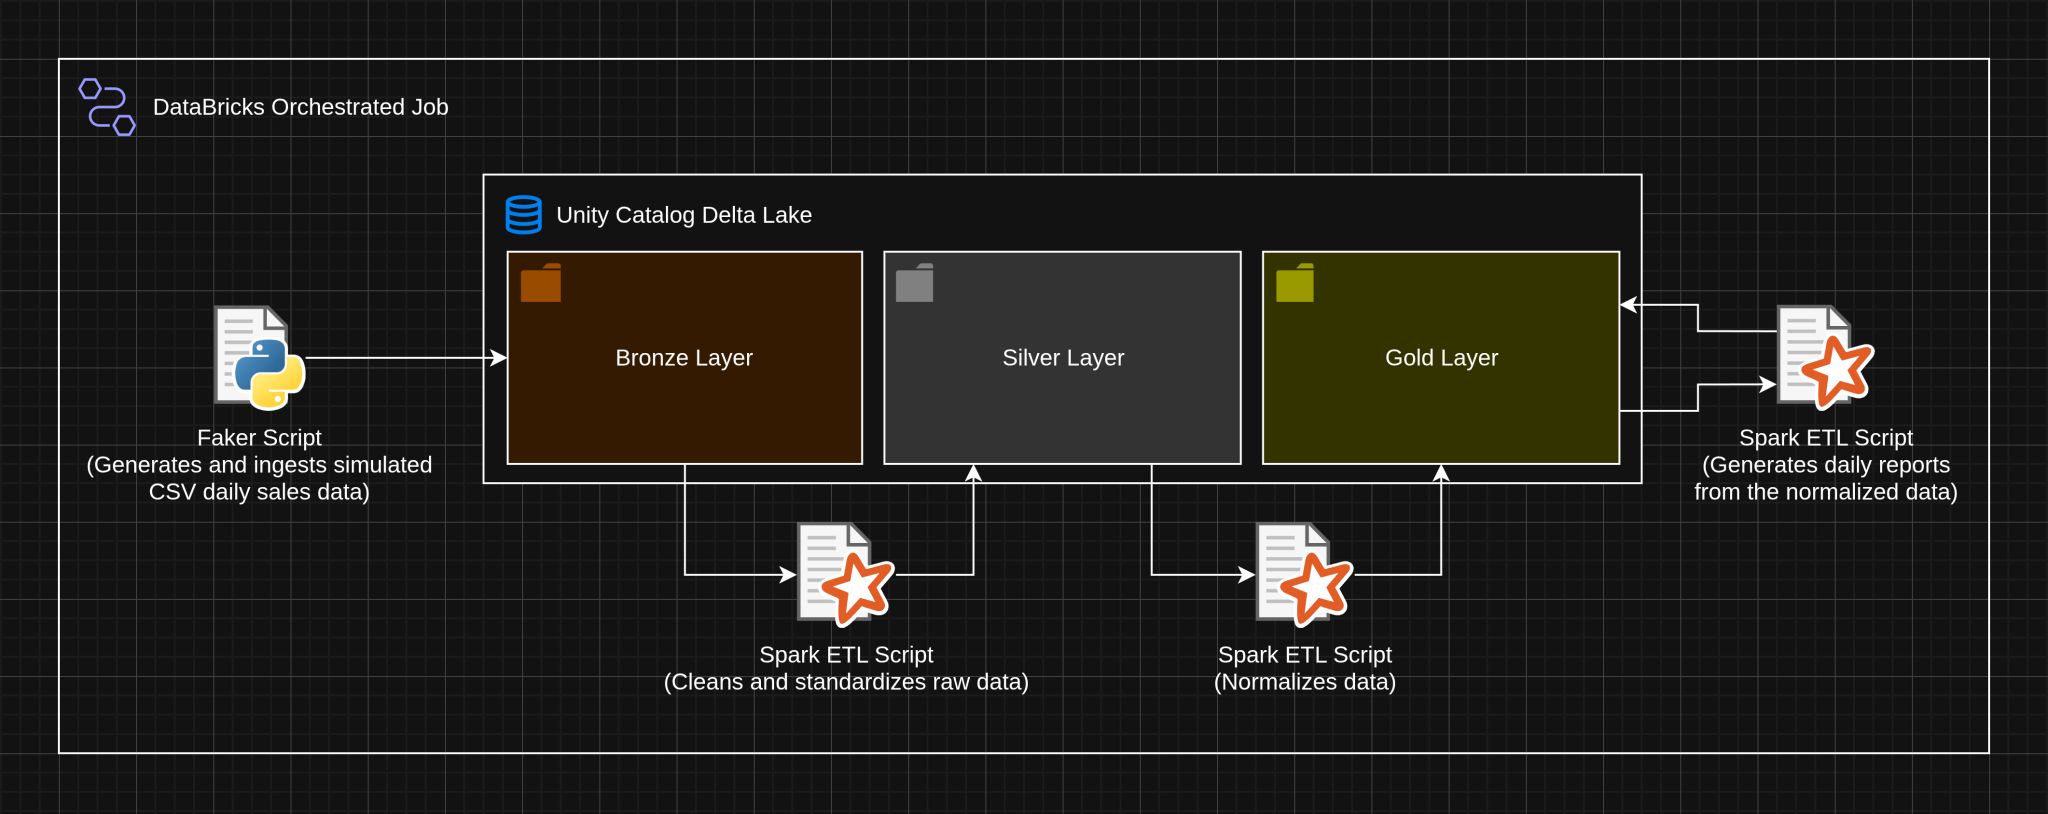 DataBricks Orchestrated Job
Unity Catalog Delta Lake
Bronze Layer
Silver Layer
Gold Layer
Faker Script
(Generates and ingests simulated
CSV daily sales data)
Spark ETL Script
(Generates daily reports
from the normalized data)
Spark ETL Script
(Cleans and standardizes raw data)
Spark ETL Script
(Normalizes data)